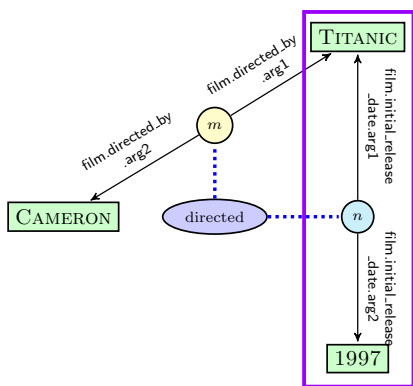 TITANIC
film.directed_by
.arg1
m
film.directed_by
.arg2
film.initial_release
_date.arg1
CAMERON
directed
n
film.initial_release
_date.arg2
1997